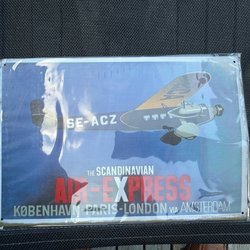 SE-ACZ
THE SCANDINAVIAN
AIR-EXPRESS
KØBENHAVN-PARIS-LONDON VIA AMSTERDAM